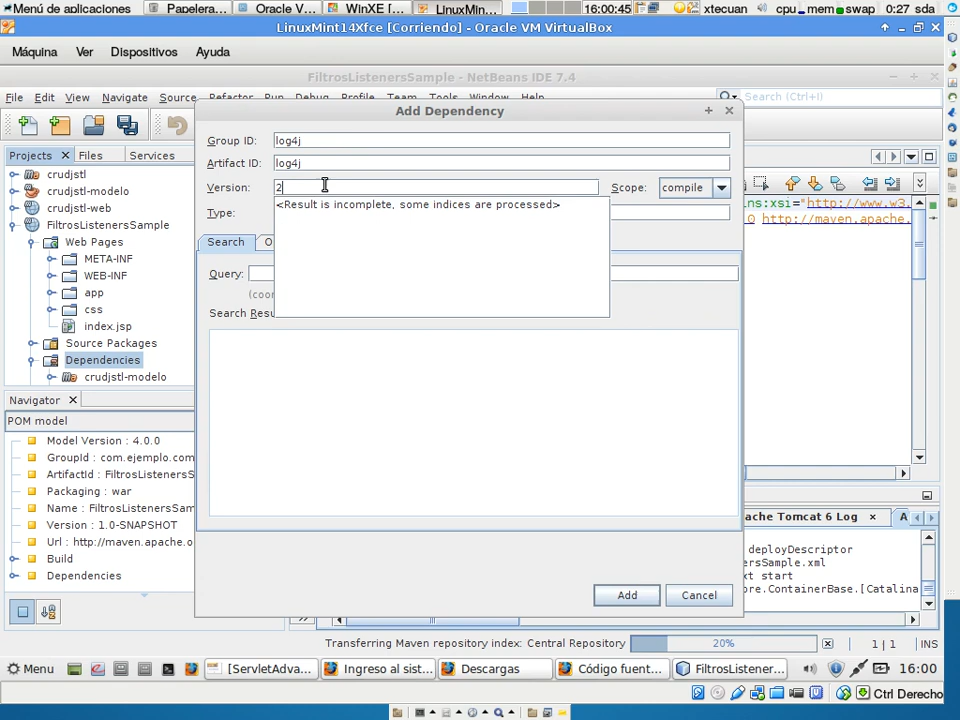 Menú de aplicaciones Papelera... Oracle V... WinXE [... LinuxMin... 16:00:45 xtecuan cpu mem swap 0:27 sda
LinuxMint14Xfce [Corriendo] - Oracle VM VirtualBox
Máquina Ver Dispositivos Ayuda
FiltrosListenersSample - NetBeans IDE 7.4
File Edit View Navigate Source Refactor Run Debug Profile Team Tools Window Help Search (Ctrl+I)
Add Dependency
Group ID: log4j
Projects Files Services
Artifact ID: log4j
crudjstl
Version: 2 Scope: compile
crudjstl-modelo
<Result is incomplete, some indices are processed>
ns:xsi="http://www.w3.
crudjstl-web
Type:
O http://maven.apache.
FiltrosListenersSample
Web Pages
Search O
META-INF
WEB-INF
Query:
app
(coor
css
Search Resu
index.jsp
Source Packages
Dependencies
crudjstl-modelo
Navigator
POM model
Model Version : 4.0.0
GroupId : com.ejemplo.com
ArtifactId : FiltrosListenersS
Packaging : war
Name : FiltrosListenersSam
Version : 1.0-SNAPSHOT
Url : http://maven.apache.o
Build
Dependencies
ache Tomcat 6 Log A
deployDescriptor
ersSample.xml
xt start
ore.ContainerBase.[Catalina
Add Cancel
Transferring Maven repository index: Central Repository 20% 1 | 1 INS
Menu [ServletAdva... Ingreso al sist... Descargas Código fuent... FiltrosListener... 16:00
Ctrl Derecho